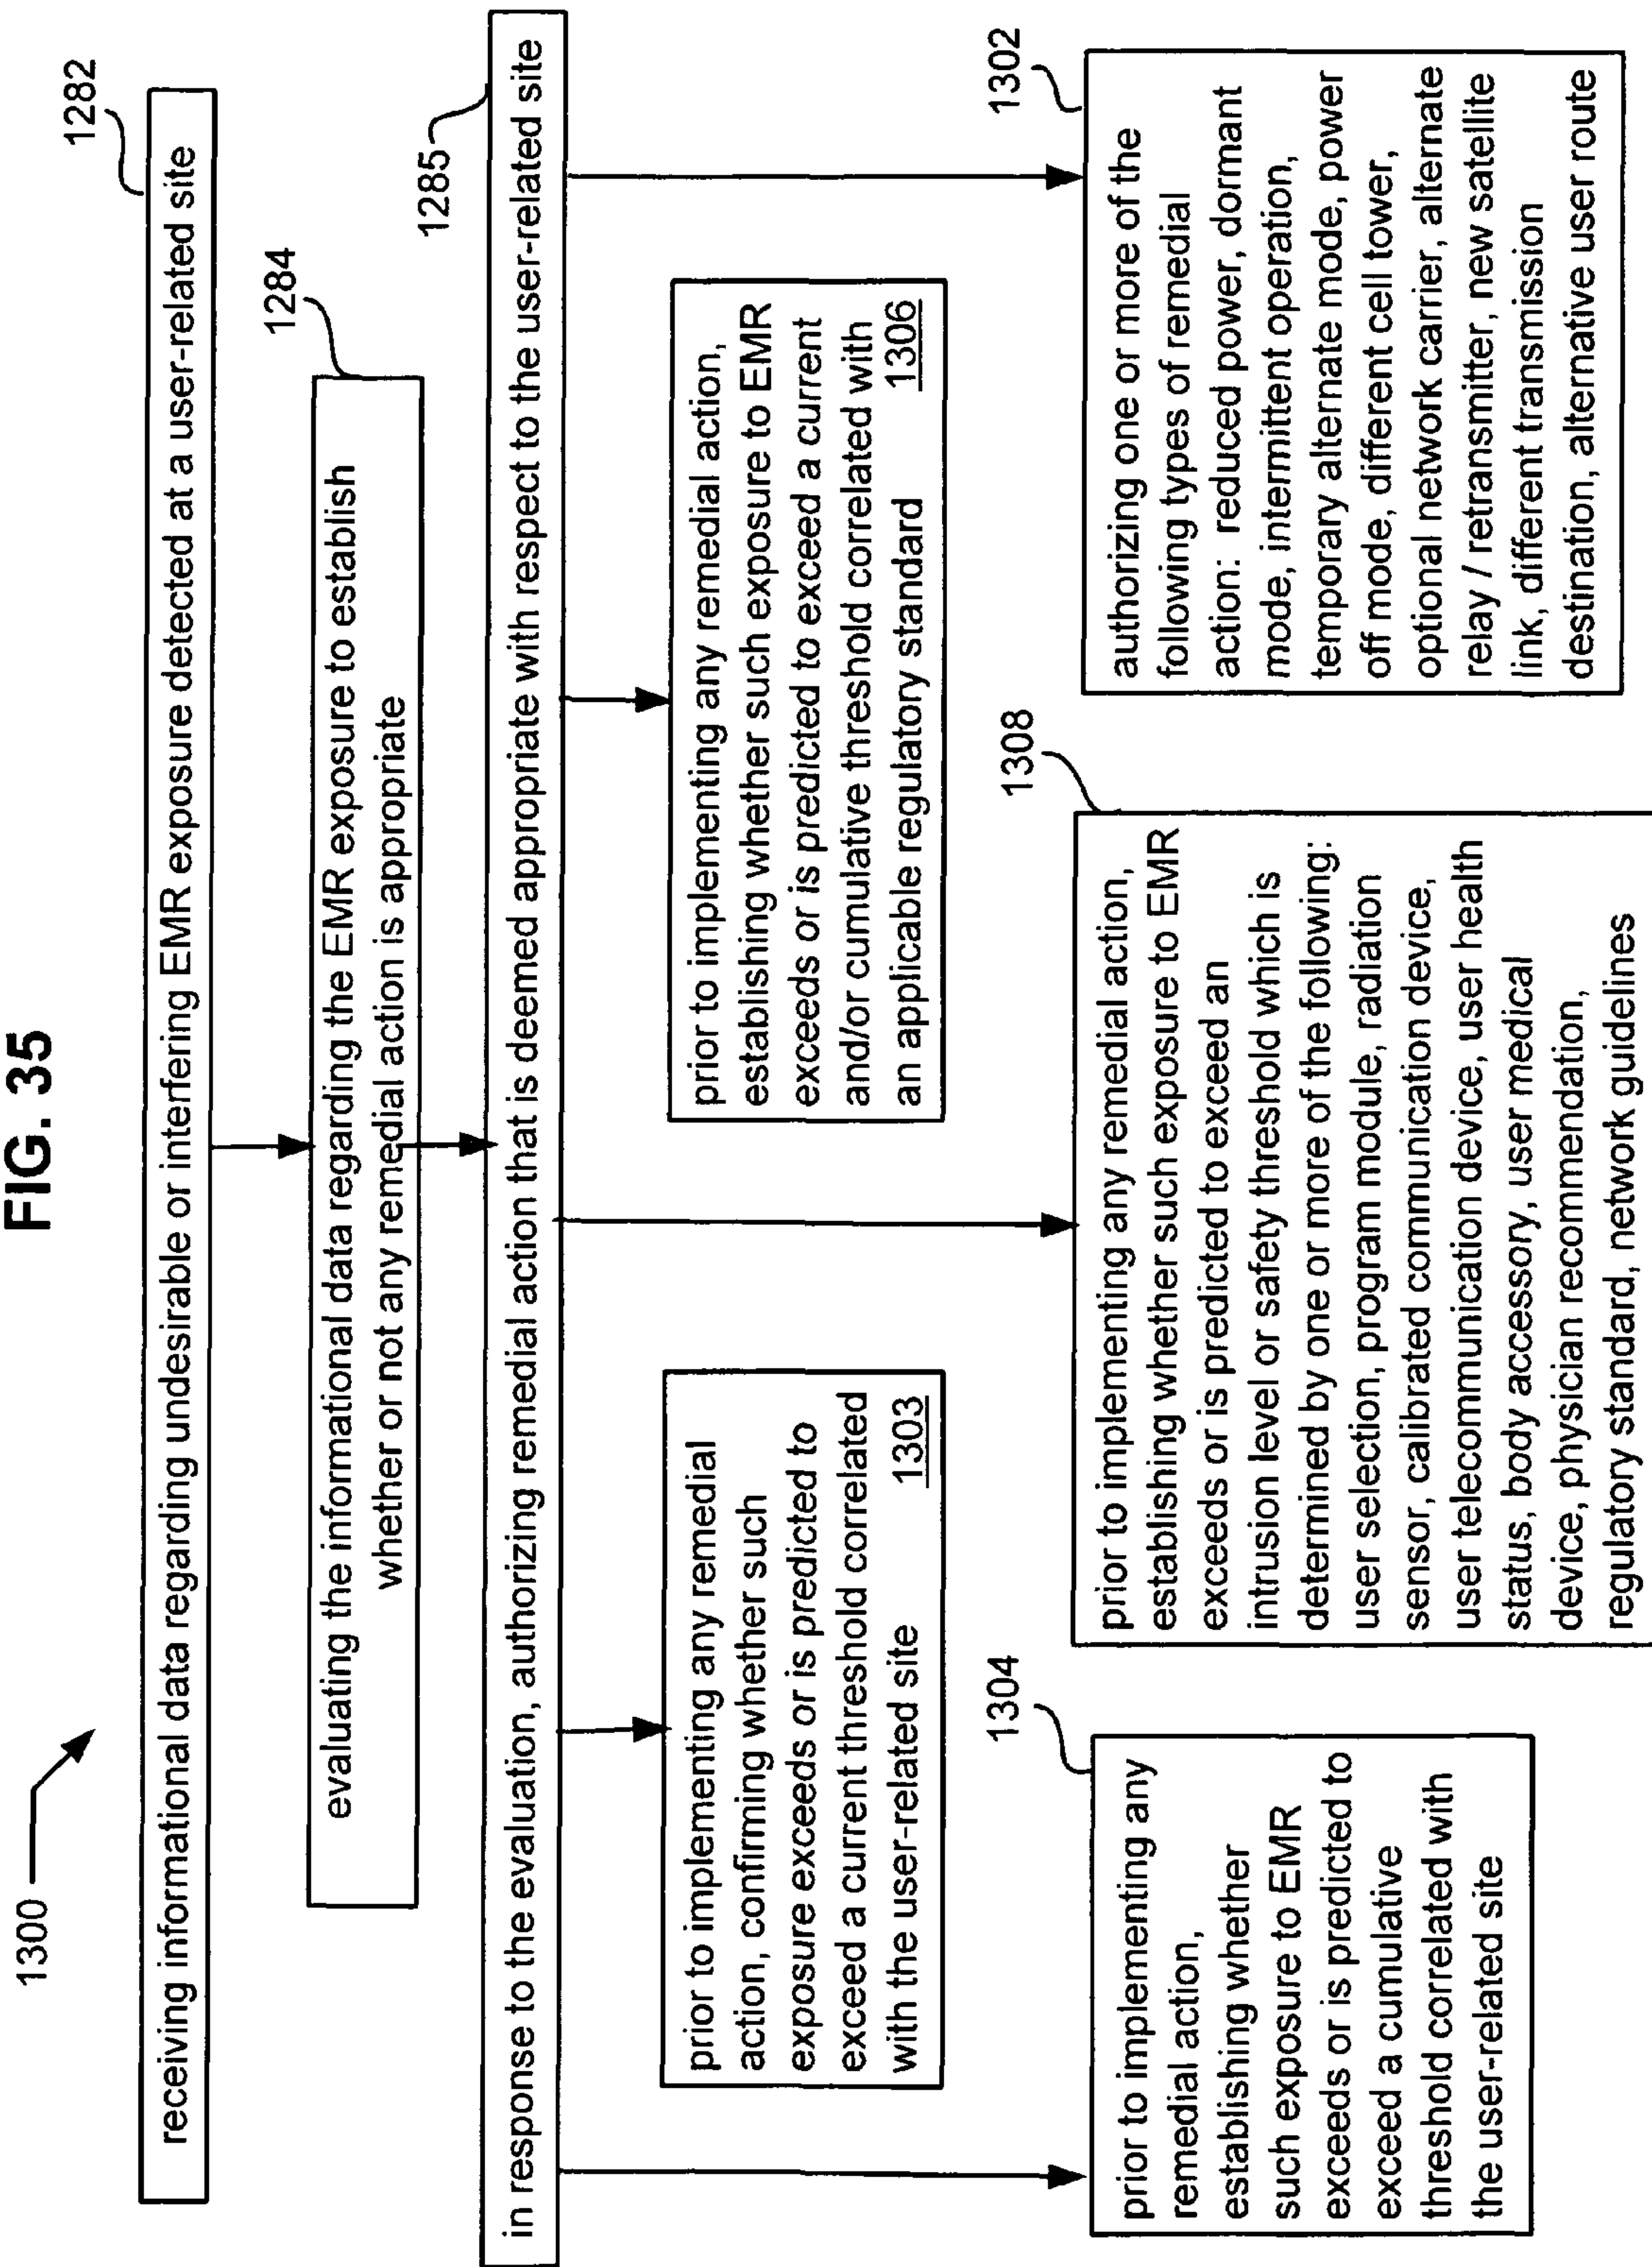 FIG. 35
1300
1282
receiving informational data regarding undesirable or interfering EMR exposure detected at a user-related site
1284
evaluating the informational data regarding the EMR exposure to establish
whether or not any remedial action is appropriate
1285
in response to the evaluation, authorizing remedial action that is deemed appropriate with respect to the user-related site
prior to implementing any remedial
action, confirming whether such
exposure exceeds or is predicted to
exceed a current threshold correlated
with the user-related site 1303
prior to implementing any remedial action,
establishing whether such exposure to EMR
exceeds or is predicted to exceed a current
and/or cumulative threshold correlated with
an applicable regulatory standard 1306
1304
prior to implementing any
remedial action,
establishing whether
such exposure to EMR
exceeds or is predicted to
exceed a cumulative
threshold correlated with
the user-related site
1308
prior to implementing any remedial action,
establishing whether such exposure to EMR
exceeds or is predicted to exceed an
intrusion level or safety threshold which is
determined by one or more of the following:
user selection, program module, radiation
sensor, calibrated communication device,
user telecommunication device, user health
status, body accessory, user medical
device, physician recommendation,
regulatory standard, network guidelines
1302
authorizing one or more of the
following types of remedial
action: reduced power, dormant
mode, intermittent operation,
temporary alternate mode, power
off mode, different cell tower,
optional network carrier, alternate
relay / retransmitter, new satellite
link, different transmission
destination, alternative user route